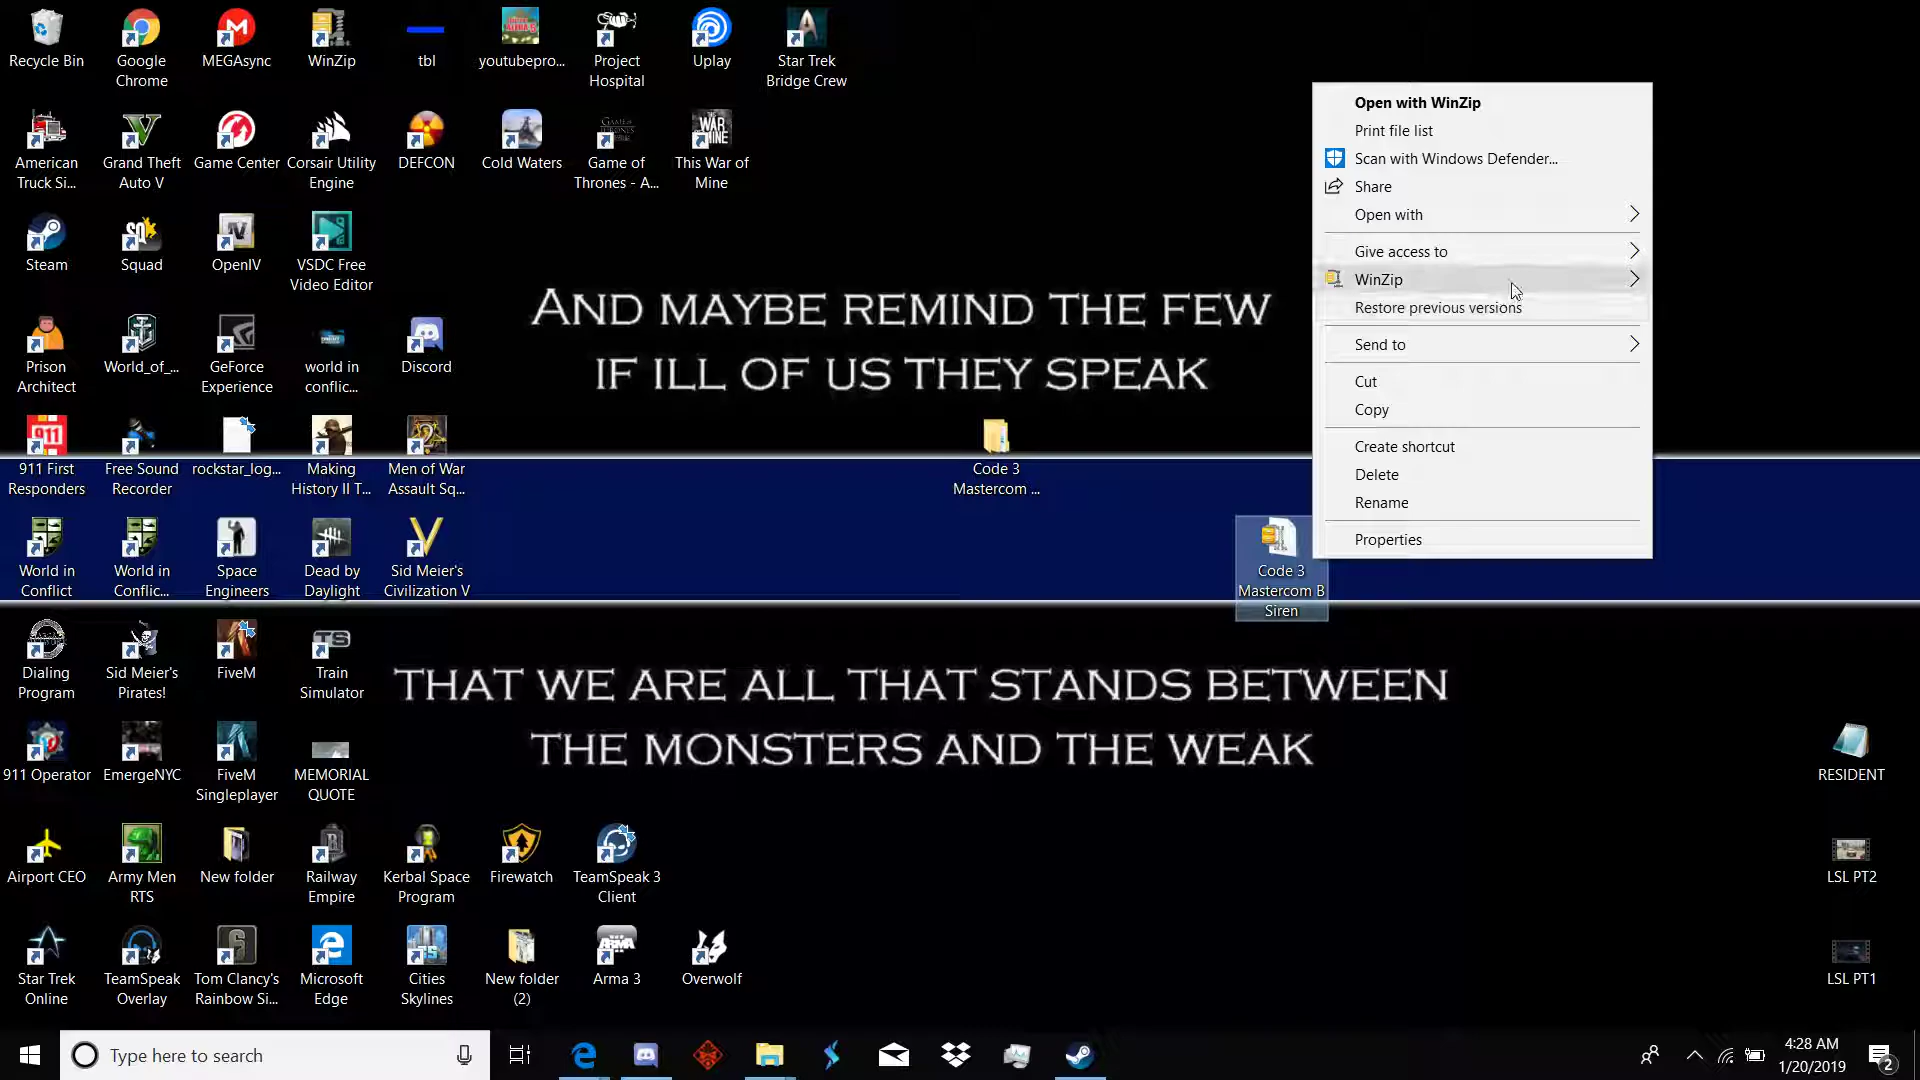 Recycle Bin
Google
Chrome
MEGAsync
WinZip
tbl
youtubepro...
Project
Hospital
Uplay
Star Trek
Bridge Crew
American
Truck Si...
Grand Theft
Auto V
Game Center
Corsair Utility
Engine
DEFCON
Cold Waters
Game of
Thrones - A...
This War of
Mine
Steam
Squad
OpenIV
VSDC Free
Video Editor
Prison
Architect
World_of_...
GeForce
Experience
world in
conflic...
Discord
911 First
Responders
Free Sound
Recorder
rockstar_log...
Making
History II T...
Men of War
Assault Sq...
Code 3
Mastercom ...
World in
Conflict
World in
Conflic...
Space
Engineers
Dead by
Daylight
Sid Meier's
Civilization V
Code 3
Mastercom B
Siren
Dialing
Program
Sid Meier's
Pirates!
FiveM
Train
Simulator
911 Operator
EmergeNYC
FiveM
Singleplayer
MEMORIAL
QUOTE
RESIDENT
Airport CEO
Army Men
RTS
New folder
Railway
Empire
Kerbal Space
Program
Firewatch
TeamSpeak 3
Client
LSL PT2
Star Trek
Online
TeamSpeak
Overlay
Tom Clancy's
Rainbow Si...
Microsoft
Edge
Cities
Skylines
New folder
(2)
Arma 3
Overwolf
LSL PT1
AND MAYBE REMIND THE FEW
IF ILL OF US THEY SPEAK
THAT WE ARE ALL THAT STANDS BETWEEN
THE MONSTERS AND THE WEAK
Open with WinZip
Print file list
Scan with Windows Defender...
Share
Open with
Give access to
WinZip
Restore previous versions
Send to
Cut
Copy
Create shortcut
Delete
Rename
Properties
Type here to search
4:28 AM
1/20/2019
2